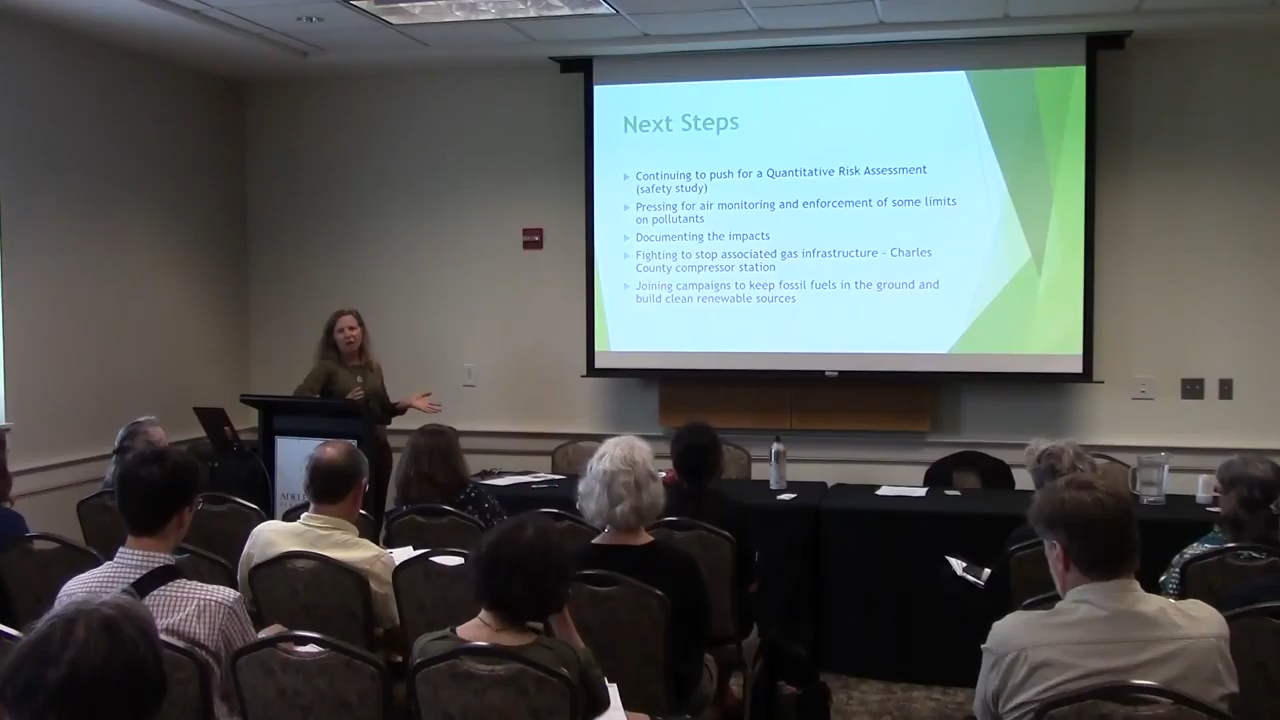 Next Steps
Continuing to push for a Quantitative Risk Assessment
(safety study)
Pressing for air monitoring and enforcement of some limits
on pollutants
Documenting the impacts
Fighting to stop associated gas infrastructure - Charles
County compressor station
Joining campaigns to keep fossil fuels in the ground and
build clean renewable sources